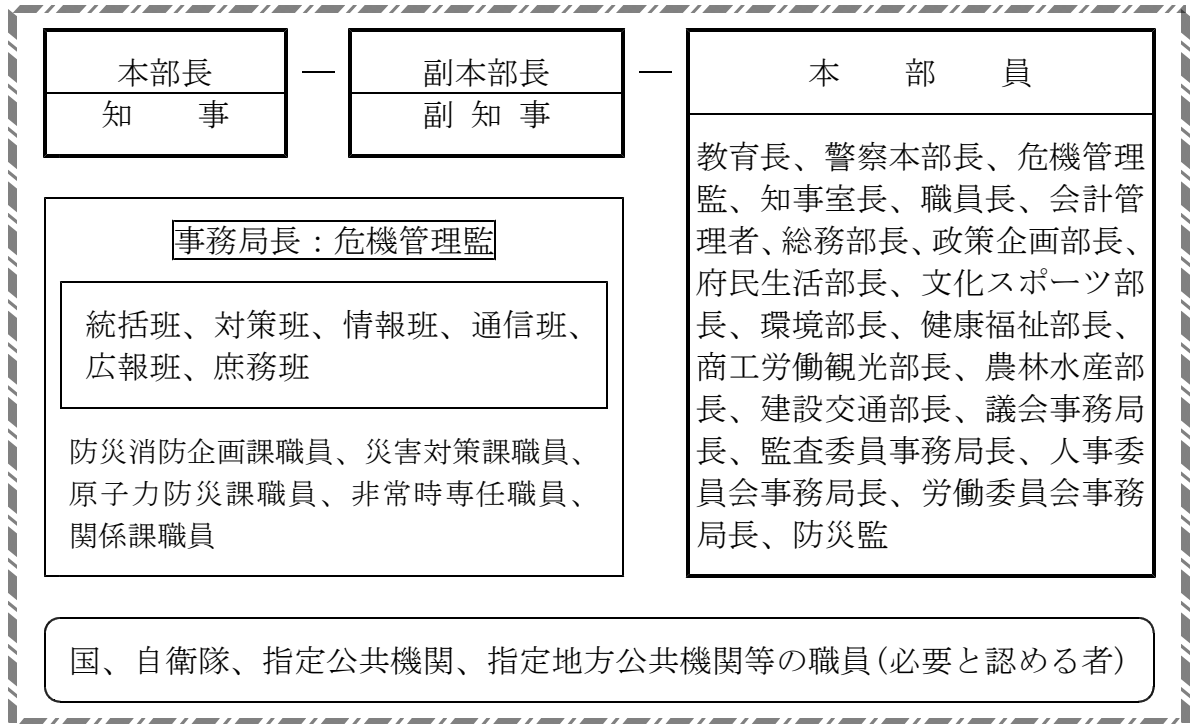 本部長
知　　事
副本部長
副 知 事
本　　部　　員
教育長、警察本部長、危機管理
監、知事室長、職員長、会計管
理者、総務部長、政策企画部長、
府民生活部長、文化スポーツ部
長、環境部長、健康福祉部長、
商工労働観光部長、農林水産部
長、建設交通部長、議会事務局
長、監査委員事務局長、人事委
員会事務局長、労働委員会事務
局長、防災監
事務局長：危機管理監
統括班、対策班、情報班、通信班、
広報班、庶務班
防災消防企画課職員、災害対策課職員、
原子力防災課職員、非常時専任職員、
関係課職員
国、自衛隊、指定公共機関、指定地方公共機関等の職員(必要と認める者)